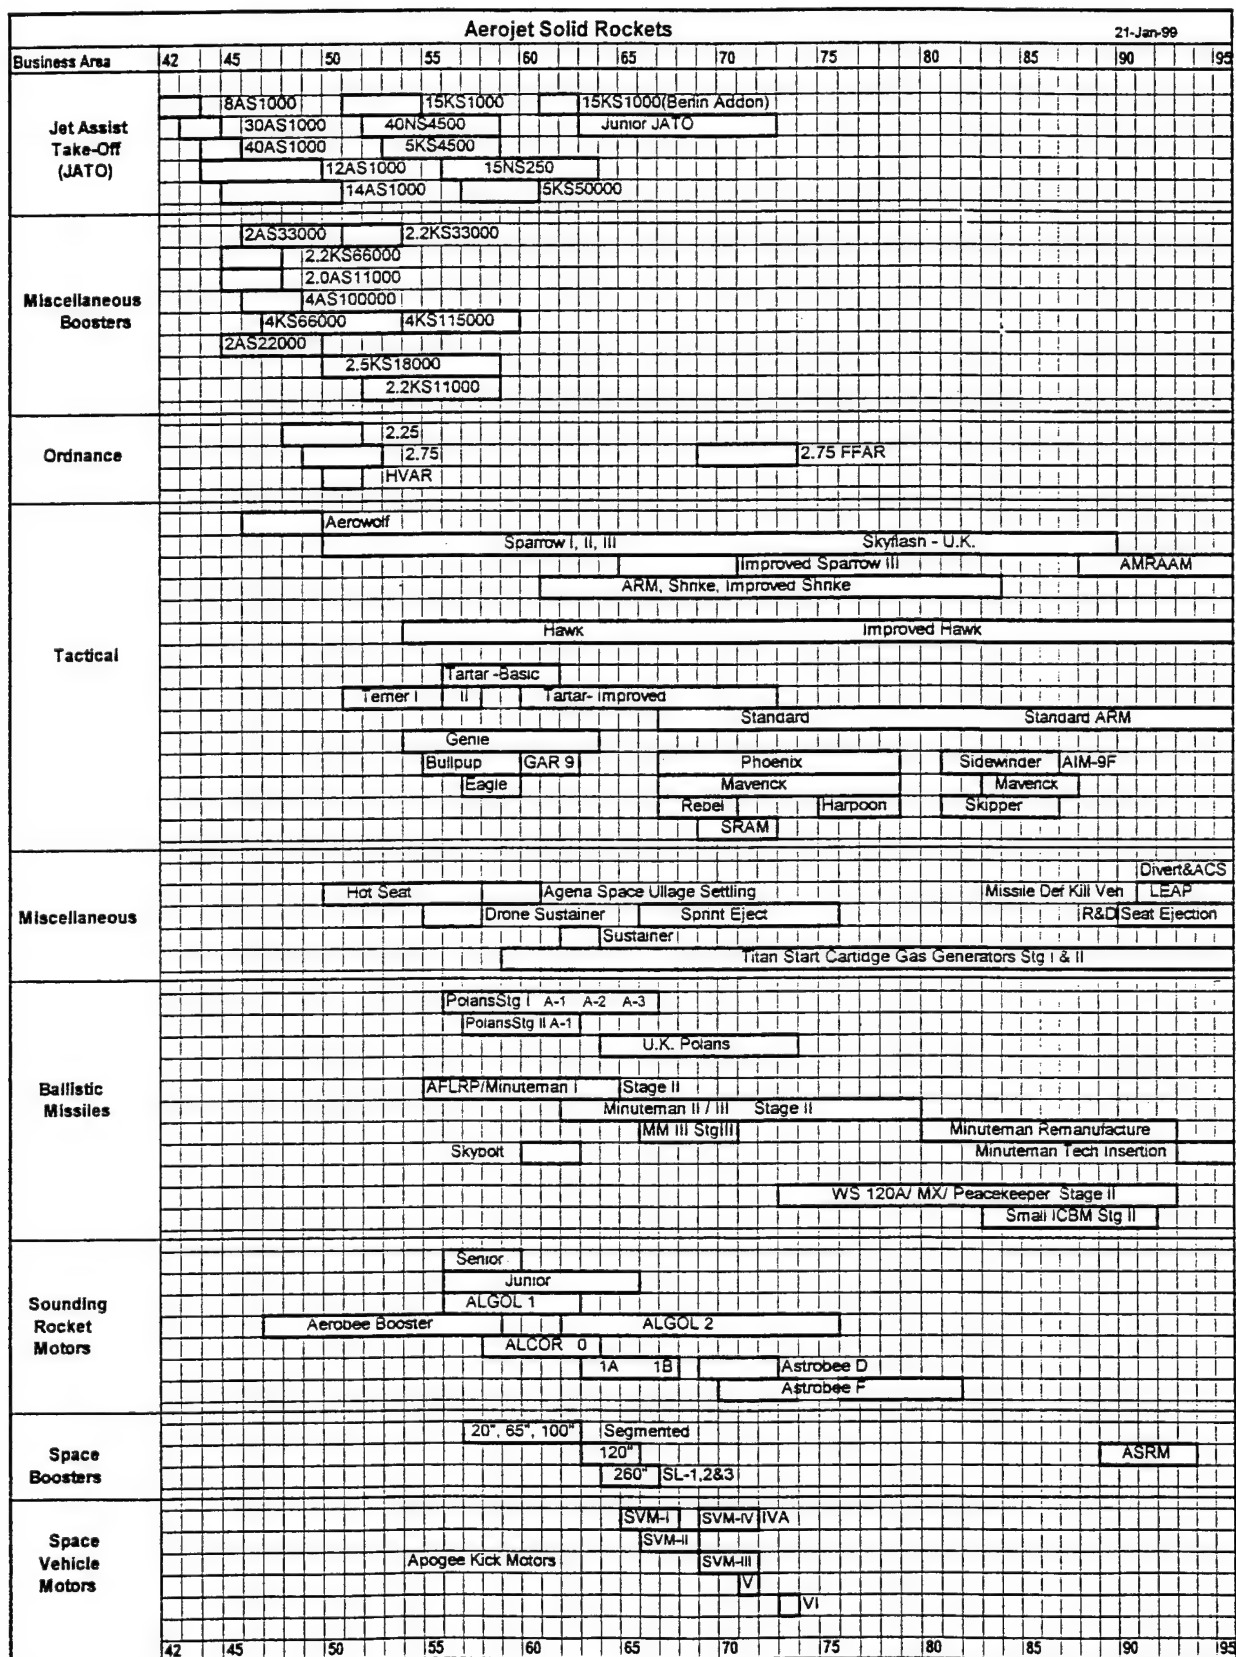 Aerojet Solid Rockets
21-Jan-99
Business Area 42 45 50 55 60 65 70 75 80 85 90 95
Jet Assist
Take-Off
(JATO)
8AS1000 15KS1000 15KS1000(Berlin Addon)
30AS1000 40NS4500 Junior JATO
40AS1000 5KS4500
12AS1000 15NS250
14AS1000 5KS50000
Miscellaneous
Boosters
2AS33000 2.2KS33000
2.2KS66000
2.0AS11000
4AS100000
4KS66000 4KS115000
2AS22000
2.5KS18000
2.2KS11000
Ordnance
2.25
2.75 2.75 FFAR
HVAR
Tactical
Aerowolf
Sparrow I, II, III Skyflash - U.K.
Improved Sparrow III AMRAAM
ARM, Shrike, Improved Shrike
Hawk Improved Hawk
Tartar -Basic
Terrier I II Tartar- Improved
Standard Standard ARM
Genie
Bullpup GAR 9 Phoenix Sidewinder AIM-9F
Eagle Maverick Maverick
Rebel Harpoon Skipper
SRAM
Miscellaneous
Divert&ACS
Hot Seat Agena Space Ullage Settling Missile Def Kill Veh LEAP
Drone Sustainer Sprint Eject R&D Seat Ejection
Sustainer
Titan Start Cartidge Gas Generators Stg I & II
Ballistic
Missiles
PolarisStg I A-1 A-2 A-3
PolarisStg II A-1
U.K. Polaris
AFLRP/Minuteman I Stage II
Minuteman II / III Stage II
MM III StgIII Minuteman Remanufacture
Skybolt Minuteman Tech Insertion
WS 120A/ MX/ Peacekeeper Stage II
Small ICBM Stg II
Sounding
Rocket
Motors
Senior
Junior
ALGOL 1
Aerobee Booster ALGOL 2
ALCOR 0
1A 1B Astrobee D
Astrobee F
Space
Boosters
20", 65", 100" Segmented
120" ASRM
260" SL-1,2&3
Space
Vehicle
Motors
SVM-I SVM-IV IVA
SVM-II
Apogee Kick Motors SVM-III
V
VI
42 45 50 55 60 65 70 75 80 85 90 95